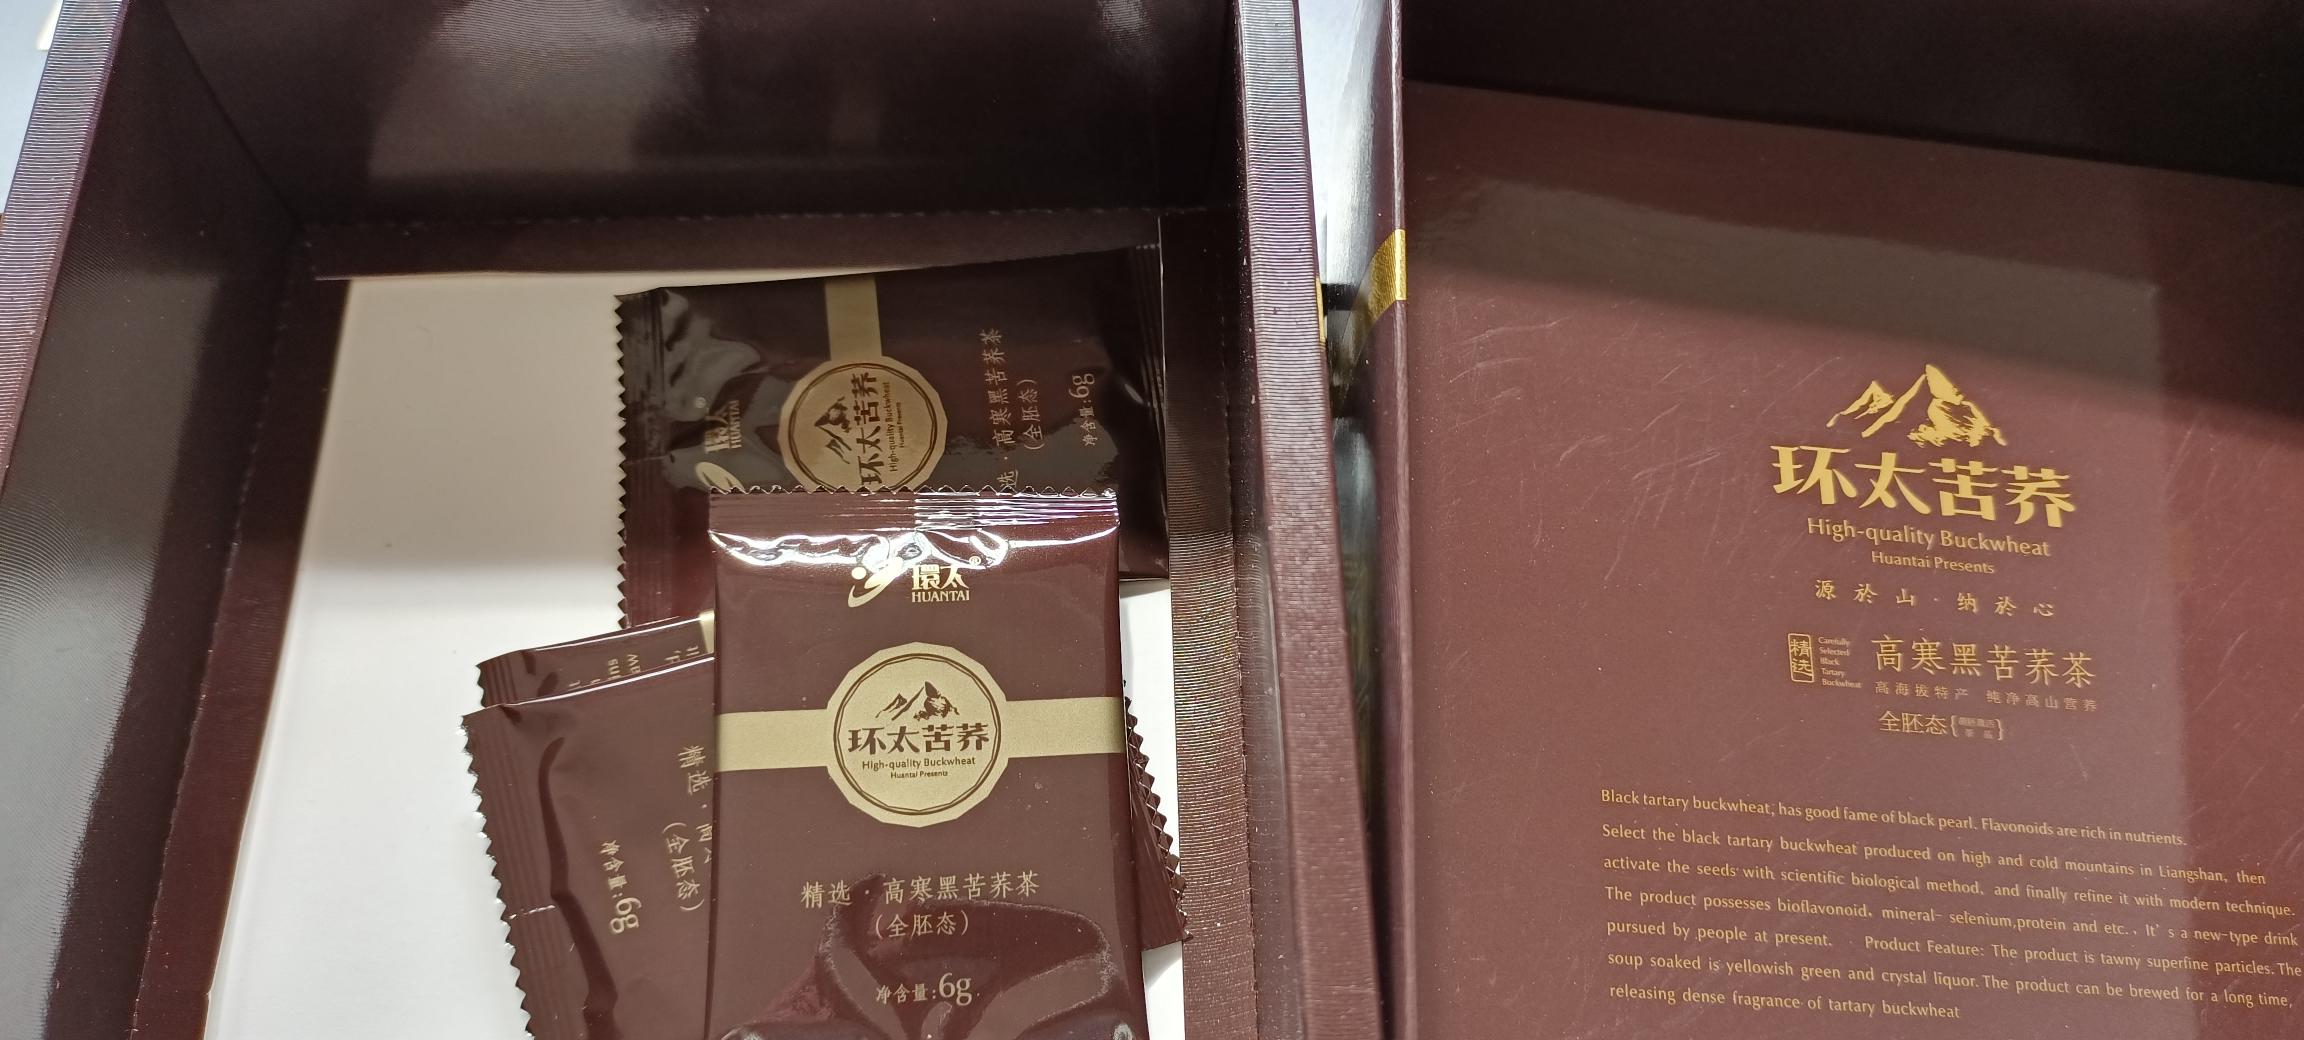 環太®
HUANTAI
环太苦荞
High-quality Buckwheat
Huantai Presents
选·高寒黑苦荞茶
(全胚态)
净含量:6g
環太®
HUANTAI
环太苦荞
High-quality Buckwheat
Huantai Presents
精选·高寒黑苦荞茶
(全胚态)
净含量:6g
精选·
(全胚态)
净含量:6g
环太苦荞
High-quality Buckwheat
Huantai Presents
源於山·纳於心
精选
Carefully
Selected
Black
Tartary
Buckwheat
高寒黑苦荞茶
高海拔特产 纯净高山营养
全胚态
Black tartary buckwheat, has good fame of black pearl. Flavonoids are rich in nutrients.
Select the black tartary buckwheat produced on high and cold mountains in Liangshan, then
activate the seeds with scientific biological method, and finally refine it with modern technique.
The product possesses bioflavonoid, mineral- selenium,protein and etc.. It's a new-type drink
pursued by people at present. Product Feature: The product is tawny superfine particles. The
soup soaked is yellowish green and crystal liquor. The product can be brewed for a long time,
releasing dense fragrance of tartary buckwheat